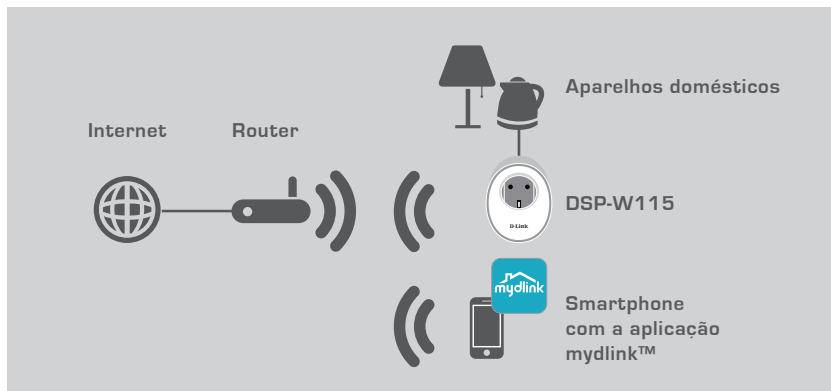 Aparelhos domésticos
Internet
Router
DSP-W115
D-Link
mydlink
Smartphone
com a aplicação
mydlink™